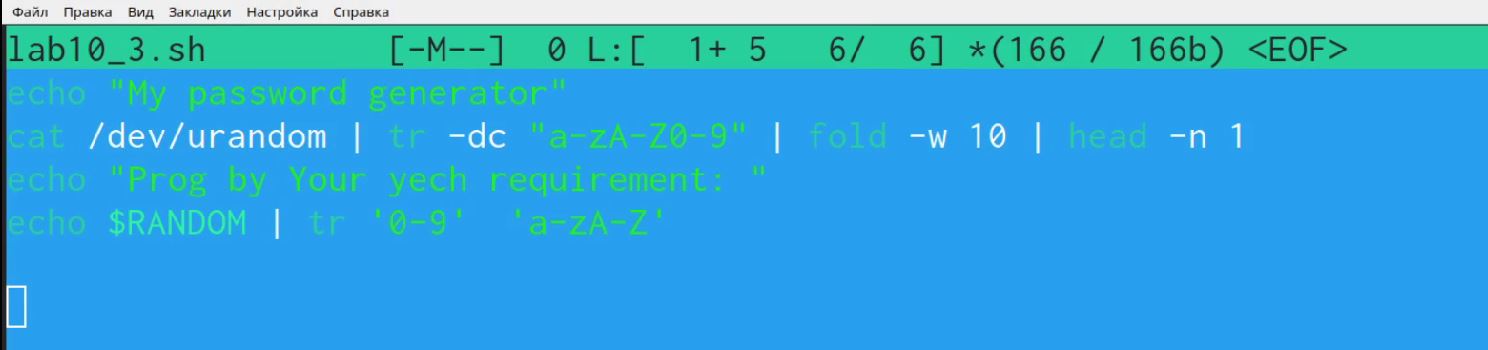 Файл Правка Вид Закладки Настройка Справка
lab10_3.sh [-M--] 0 L:[ 1+ 5 6/ 6] *(166 / 166b) <EOF>
echo "My password generator"
cat /dev/urandom | tr -dc "a-zA-Z0-9" | fold -w 10 | head -n 1
echo "Prog by Your yech requirement: "
echo $RANDOM | tr '0-9' 'a-zA-Z'